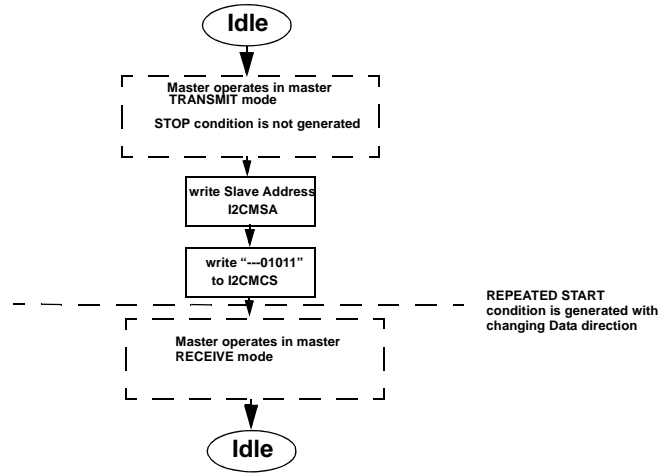 Idle
Master operates in master
TRANSMIT mode
STOP condition is not generated
write Slave Address
I2CMSA
write “---01011”
to I2CMCS
REPEATED START
condition is generated with
changing Data direction
Master operates in master
RECEIVE mode
Idle